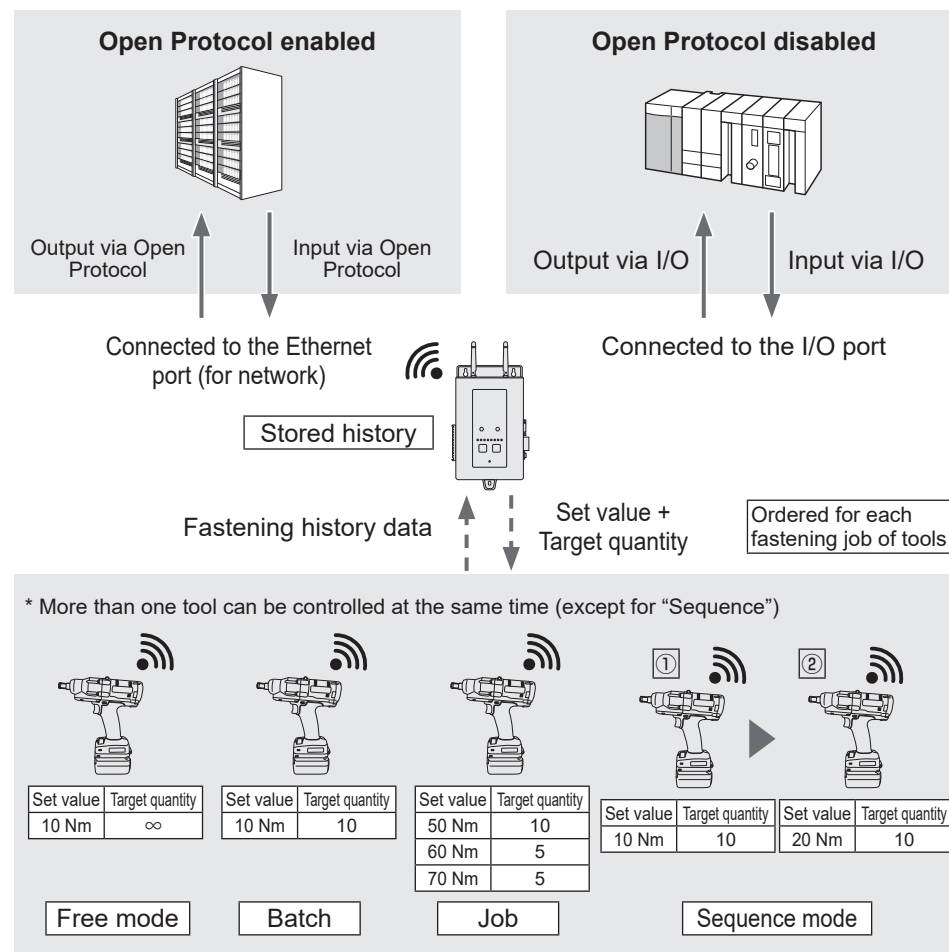 Open Protocol enabled
Open Protocol disabled
Output via Open
Protocol
Input via Open
Protocol
Output via I/O
Input via I/O
Connected to the Ethernet
port (for network)
Connected to the I/O port
Stored history
Fastening history data
Set value +
Target quantity
Ordered for each
fastening job of tools
* More than one tool can be controlled at the same time (except for “Sequence”)
① ②
Set value Target quantity
10 Nm ∞
Free mode
Set value Target quantity
10 Nm 10
Batch
Set value Target quantity
50 Nm 10
60 Nm 5
70 Nm 5
Job
Set value Target quantity
10 Nm 10
Set value Target quantity
20 Nm 10
Sequence mode